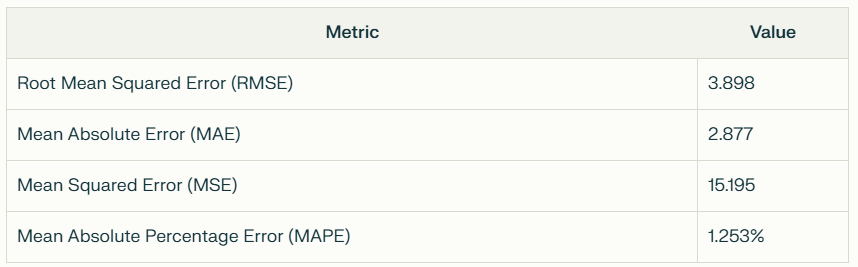 Metric Value
Root Mean Squared Error (RMSE) 3.898
Mean Absolute Error (MAE) 2.877
Mean Squared Error (MSE) 15.195
Mean Absolute Percentage Error (MAPE) 1.253%